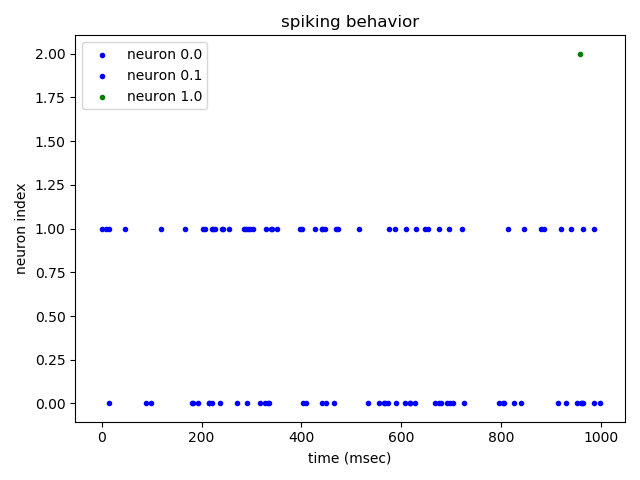 spiking behavior
neuron 0.0
neuron 0.1
neuron 1.0
2.00
1.75
1.50
1.25
1.00
0.75
0.50
0.25
0.00
neuron index
0 200 400 600 800 1000
time (msec)